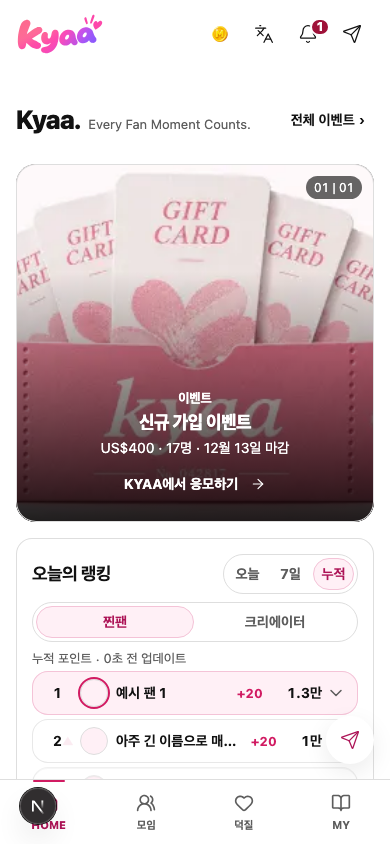 kyaa
1
Kyaa. Every Fan Moment Counts. 전체 이벤트 ›
01 | 01
GIFT CARD
GIFT CARD
GIFT CARD
kyaa
이벤트
신규 가입 이벤트
US$400 · 17명 · 12월 13일 마감
KYAA에서 응모하기 →
오늘의 랭킹 오늘 7일 누적
찐팬 크리에이터
누적 포인트 · 0초 전 업데이트
1 예시 팬 1 +20 1.3만
2 아주 긴 이름으로 매... +20 1만
N
HOME 모임 덕질 MY